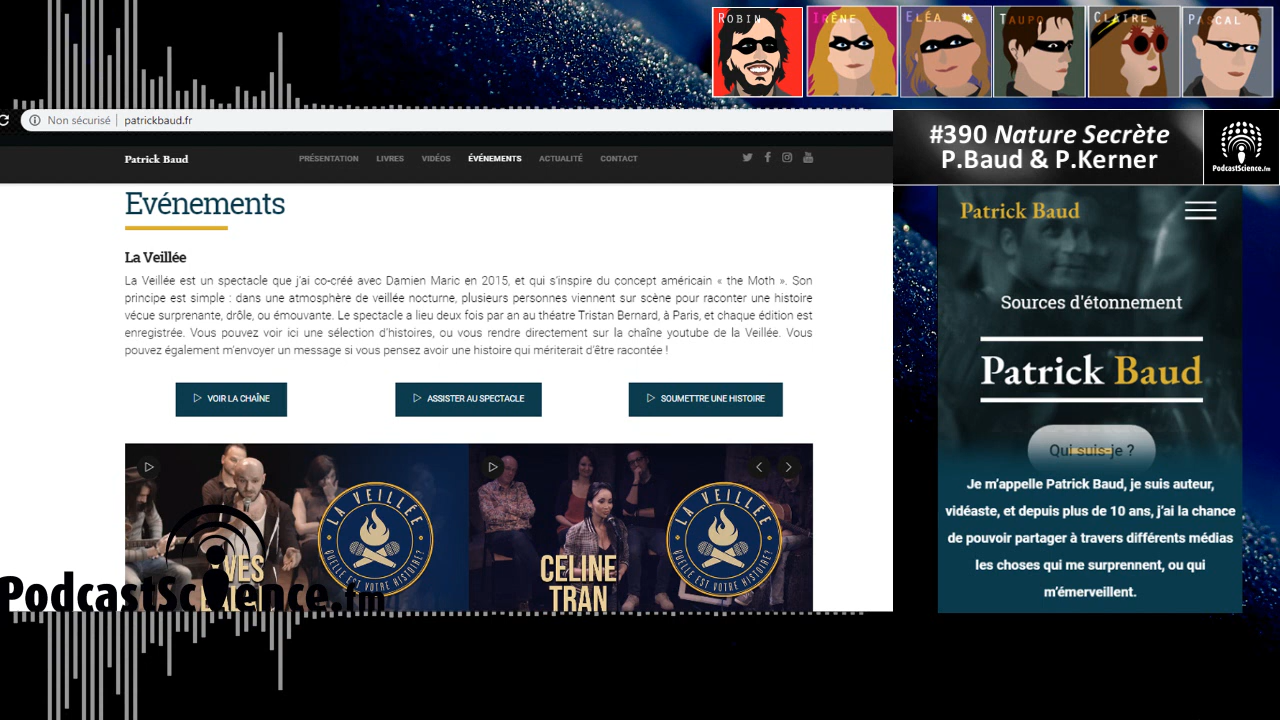 ROBIN
IRÈNE
ELÉA
TAUPO
CLAIRE
PASCAL
Non sécurisé
patrickbaud.fr
#390 Nature Secrète
P.Baud & P.Kerner
PodcastScience.fm
Patrick Baud
PRÉSENTATION
LIVRES
VIDÉOS
ÉVÉNEMENTS
ACTUALITÉ
CONTACT
Evénements
La Veillée
La Veillée est un spectacle que j'ai co-créé avec Damien Maric en 2015, et qui s'inspire du concept américain « the Moth ». Son
principe est simple : dans une atmosphère de veillée nocturne, plusieurs personnes viennent sur scène pour raconter une histoire
vécue surprenante, drôle, ou émouvante. Le spectacle a lieu deux fois par an au théatre Tristan Bernard, à Paris, et chaque édition est
enregistrée. Vous pouvez voir ici une sélection d'histoires, ou vous rendre directement sur la chaîne youtube de la Veillée. Vous
pouvez également m'envoyer un message si vous pensez avoir une histoire qui mériterait d'être racontée !
VOIR LA CHAÎNE
ASSISTER AU SPECTACLE
SOUMETTRE UNE HISTOIRE
LA VEILLÉE
QUELLE EST VOTRE HISTOIRE?
CELINE
TRAN
LA VEILLÉE
QUELLE EST VOTRE HISTOIRE?
PodcastScience.fm
Patrick Baud
Sources d'étonnement
Patrick Baud
Qui suis-je ?
Je m'appelle Patrick Baud, je suis auteur,
vidéaste, et depuis plus de 10 ans, j'ai la chance
de pouvoir partager à travers différents médias
les choses qui me surprennent, ou qui
m'émerveillent.